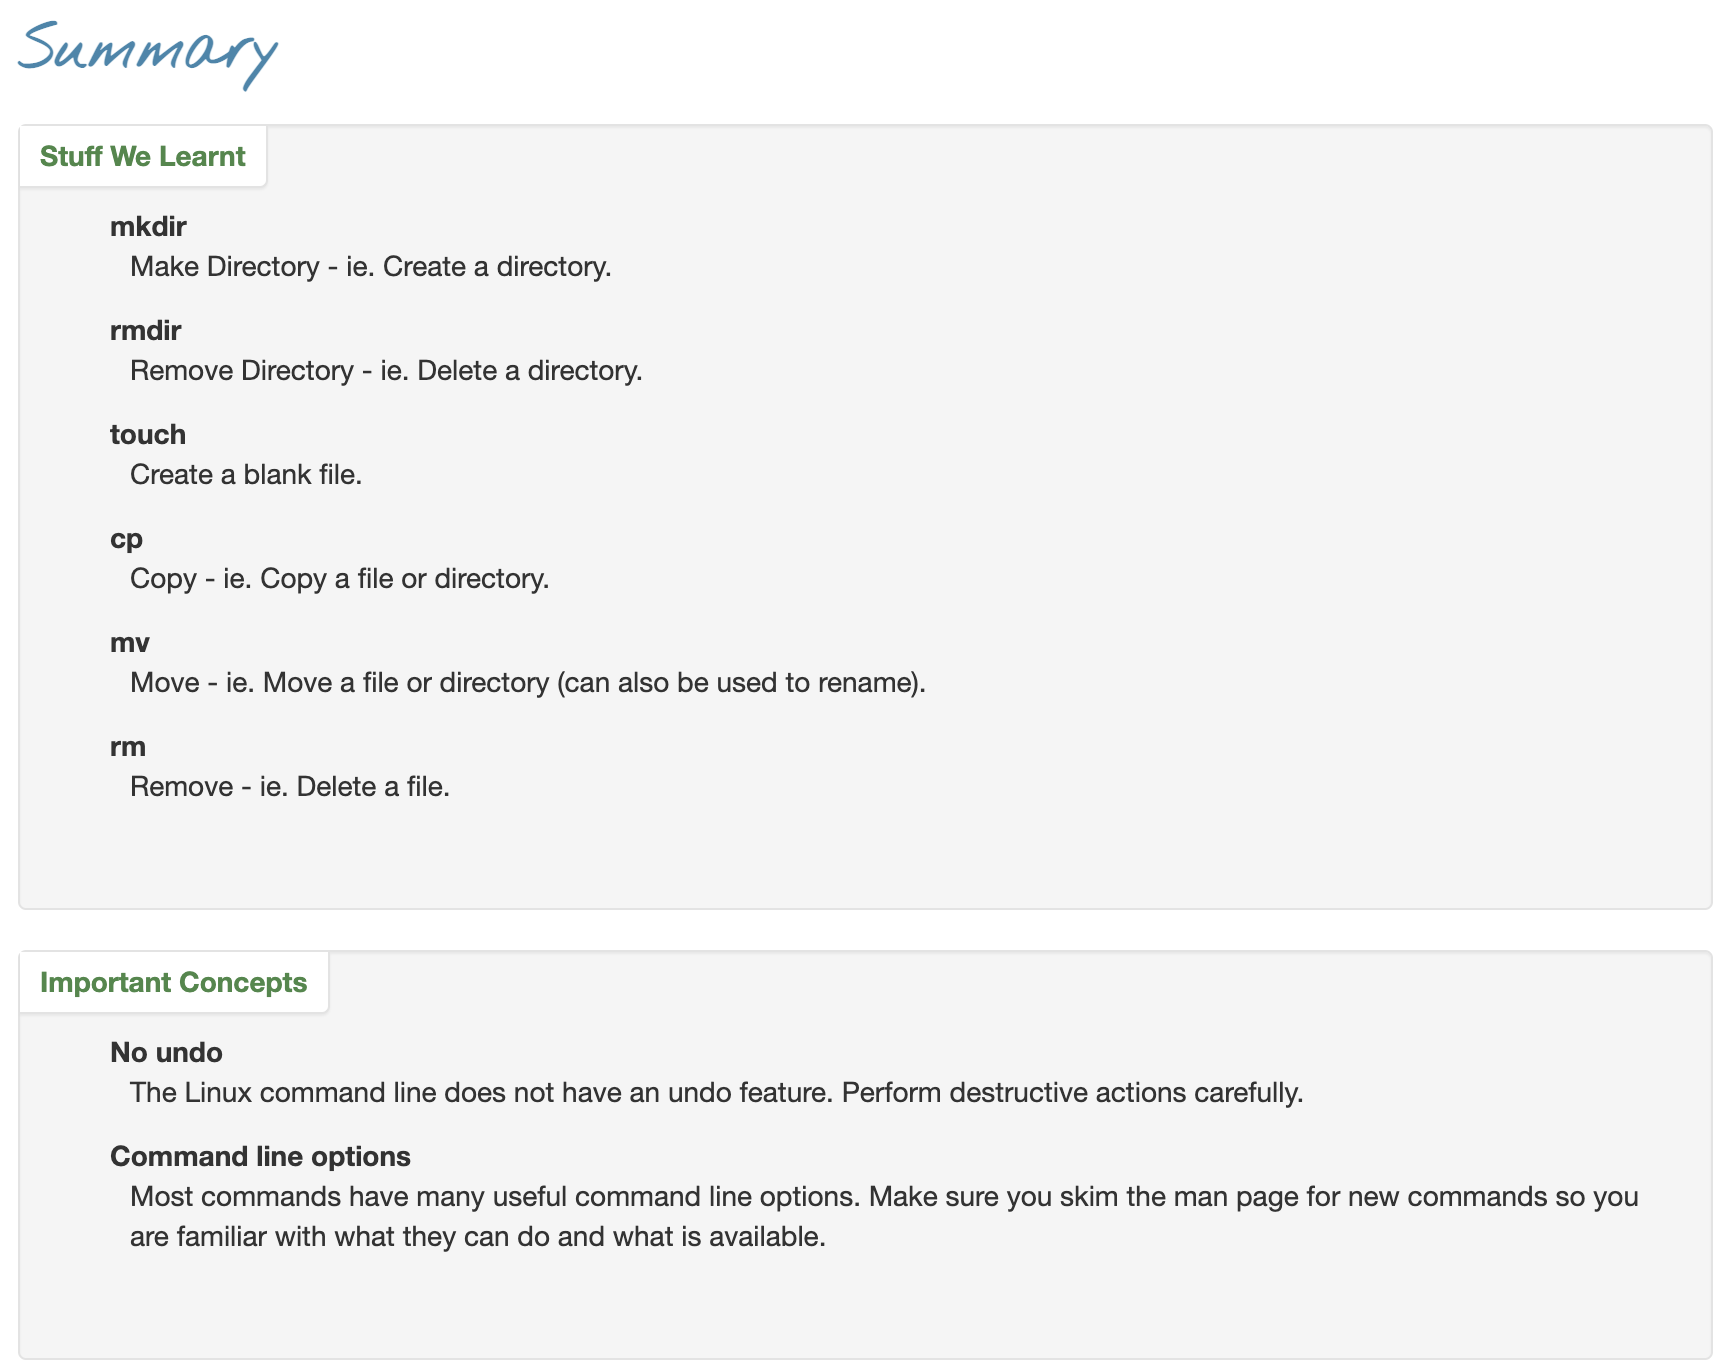 Summary
Stuff We Learnt
mkdir
Make Directory - ie. Create a directory.
rmdir
Remove Directory - ie. Delete a directory.
touch
Create a blank file.
cp
Copy - ie. Copy a file or directory.
mv
Move - ie. Move a file or directory (can also be used to rename).
rm
Remove - ie. Delete a file.
Important Concepts
No undo
The Linux command line does not have an undo feature. Perform destructive actions carefully.
Command line options
Most commands have many useful command line options. Make sure you skim the man page for new commands so you
are familiar with what they can do and what is available.